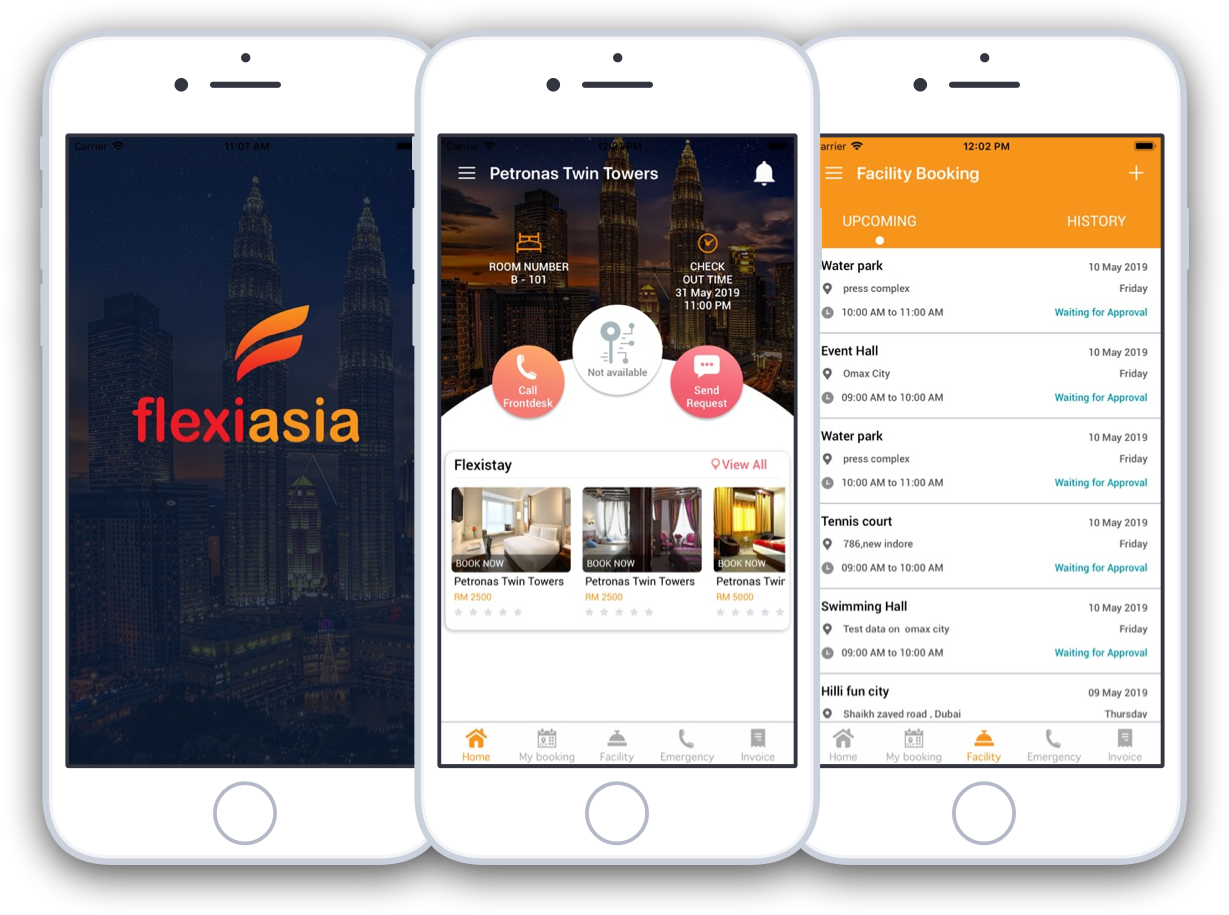 Carrier
11:07 AM
flexiasia
Carrier
Petronas Twin Towers
ROOM NUMBER
B - 101
CHECK
OUT TIME
31 May 2019
11:00 PM
Not available
Call
Frontdesk
Send
Request
Flexistay
View All
BOOK NOW
BOOK NOW
BOOK NOW
Petronas Twin Towers
Petronas Twin Towers
Petronas Twin
RM 2500
RM 2500
RM 5000
Home
My booking
Facility
Emergency
Invoice
arrier
12:02 PM
Facility Booking
UPCOMING
HISTORY
Water park
10 May 2019
press complex
Friday
10:00 AM to 11:00 AM
Waiting for Approval
Event Hall
10 May 2019
Omax City
Friday
09:00 AM to 10:00 AM
Waiting for Approval
Water park
10 May 2019
press complex
Friday
10:00 AM to 11:00 AM
Waiting for Approval
Tennis court
10 May 2019
786,new indore
Friday
09:00 AM to 10:00 AM
Waiting for Approval
Swimming Hall
10 May 2019
Test data on omax city
Friday
09:00 AM to 10:00 AM
Waiting for Approval
Hilli fun city
09 May 2019
Shaikh zayed road , Dubai
Thursday
Home
My booking
Facility
Emergency
Invoice